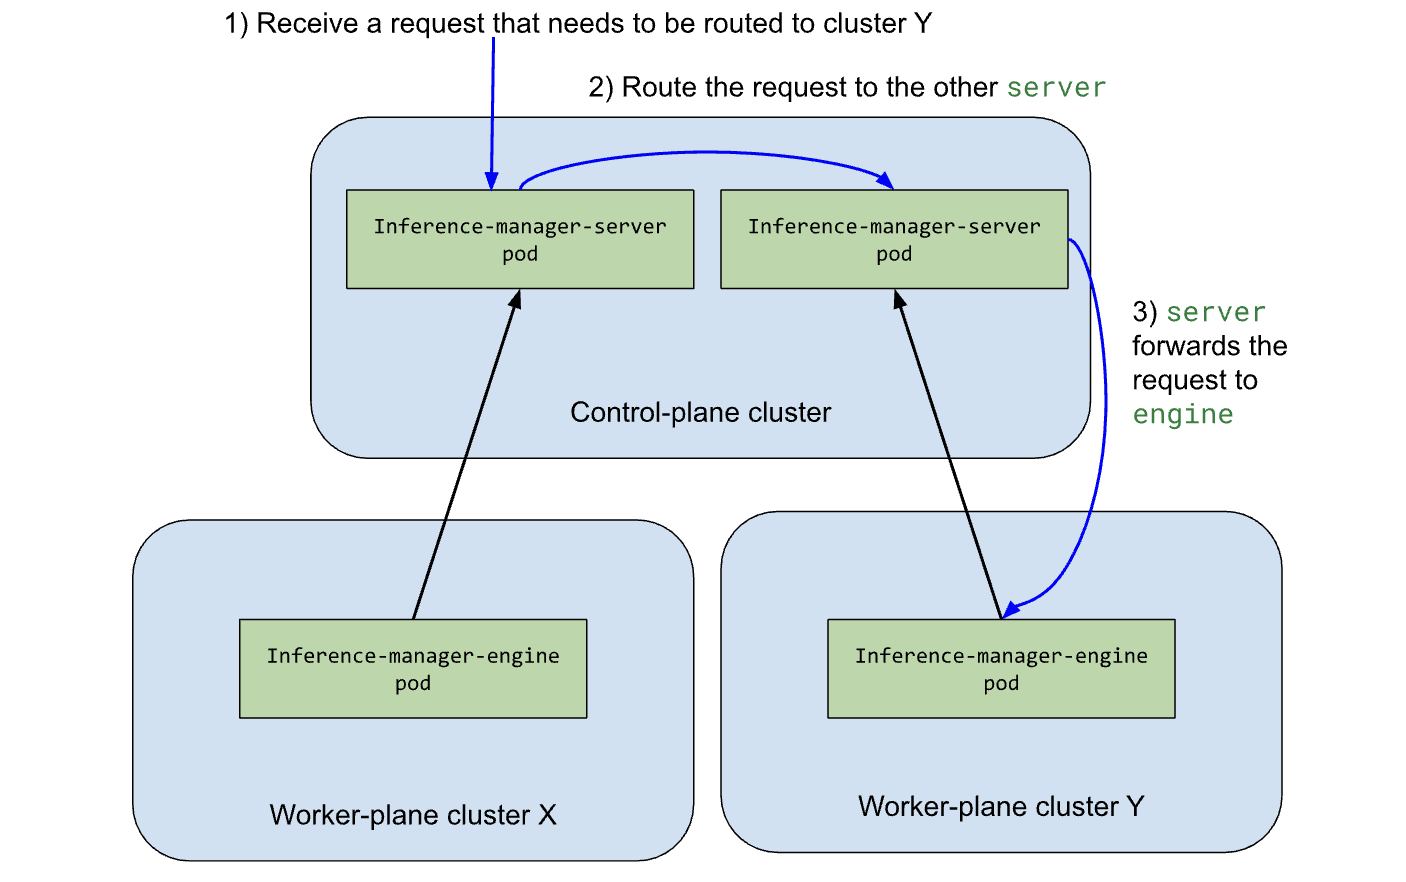 1) Receive a request that needs to be routed to cluster Y
2) Route the request to the other server
Inference-manager-server
pod
Inference-manager-server
pod
3) server
forwards the
request to
engine
Control-plane cluster
Inference-manager-engine
pod
Worker-plane cluster X
Inference-manager-engine
pod
Worker-plane cluster Y